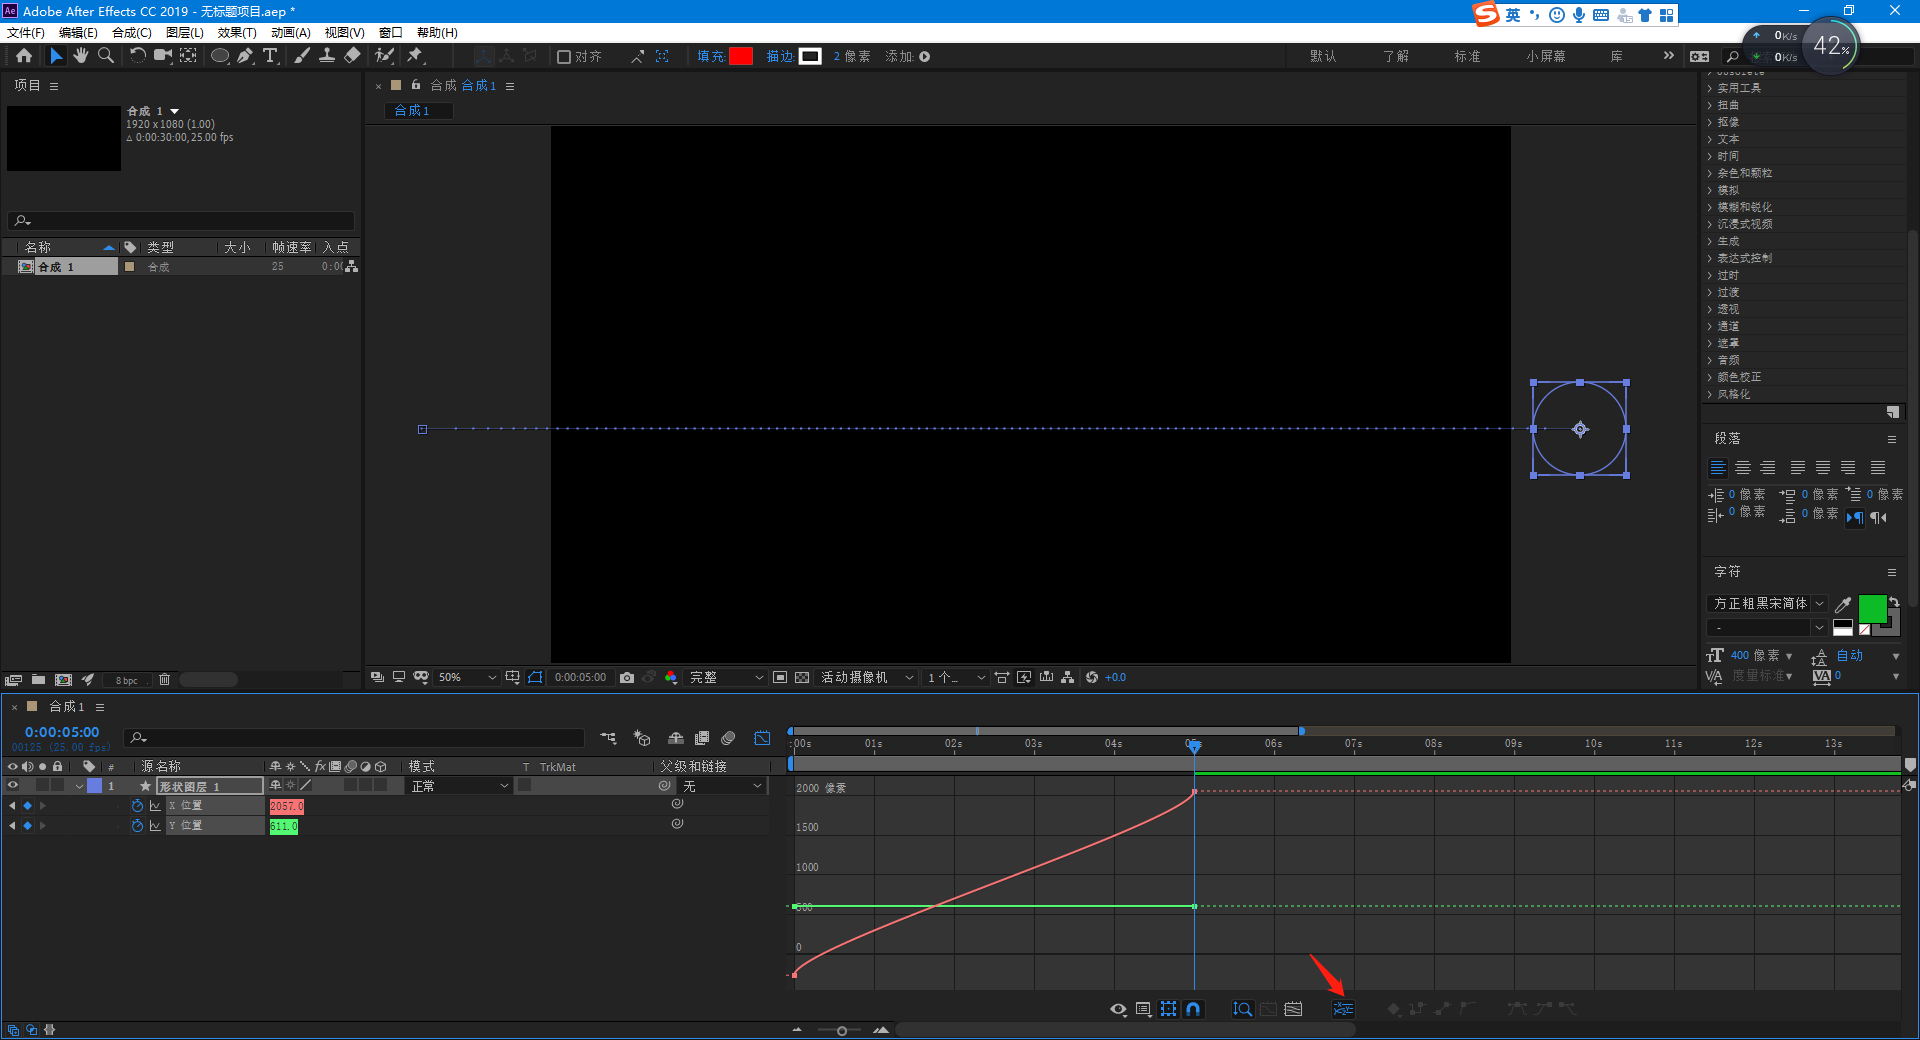 Ae Adobe After Effects CC 2019 - 无标题项目.aep *
英
文件(F) 编辑(E) 合成(C) 图层(L) 效果(T) 动画(A) 视图(V) 窗口 帮助(H)
0K/s
0K/s
42%
对齐 填充: 描边: 2 像素 添加:
默认 了解 标准 小屏幕 库
项目
合成 1
1920 x 1080 (1.00)
Δ 0:00:30:00, 25.00 fps
名称 类型 大小 帧速率 入点
合成 1 合成 25 0:00
8 bpc
合成 合成 1
合成 1
50% 0:00:05:00 完整 活动摄像机 1 个... +0.0
Obsolete
实用工具
扭曲
抠像
文本
时间
杂色和颗粒
模拟
模糊和锐化
沉浸式视频
生成
表达式控制
过时
过渡
透视
通道
遮罩
音频
颜色校正
风格化
段落
0 像素 0 像素 0 像素
0 像素 0 像素
字符
方正粗黑宋简体
-
400 像素 自动
度量标准 0
合成 1
0:00:05:00
00125 (25.00 fps)
# 源名称 模式 T TrkMat 父级和链接
1 形状图层 1 正常 无
X 位置 2057.0
Y 位置 611.0
:00s 01s 02s 03s 04s 05s 06s 07s 08s 09s 10s 11s 12s 13s
2000 像素
1500
1000
500
0